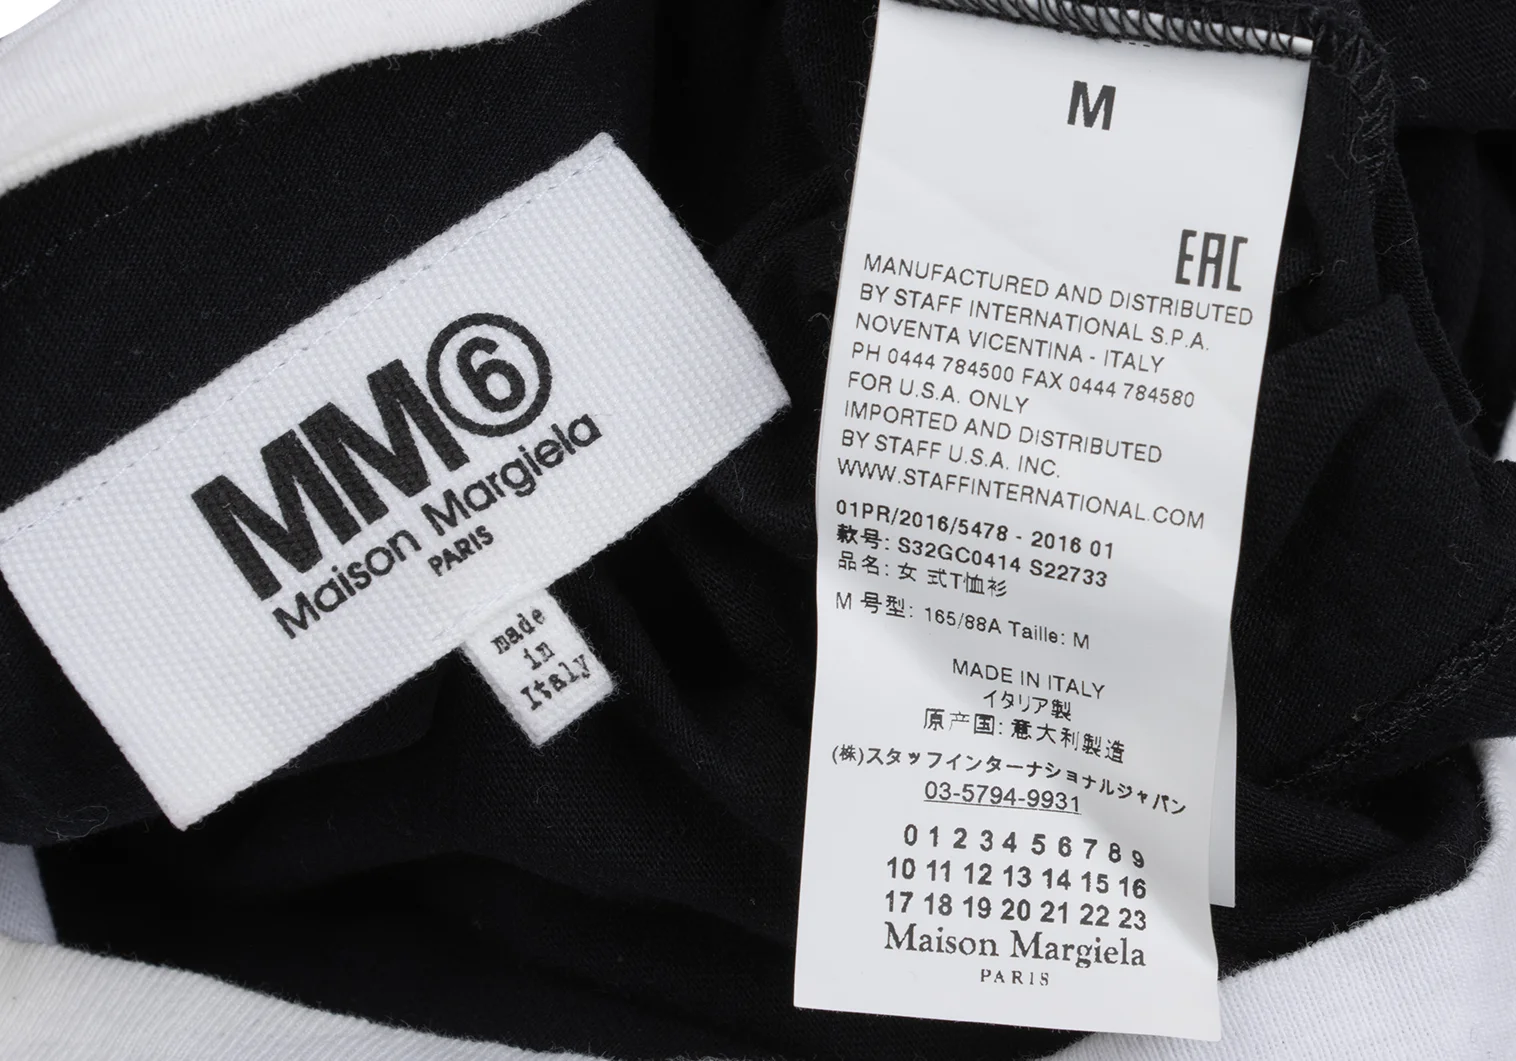 MM6
Maison Margiela
PARIS
made
in
Italy
M
EAC
MANUFACTURED AND DISTRIBUTED
BY STAFF INTERNATIONAL S.P.A.
NOVENTA VICENTINA - ITALY
PH 0444 784500 FAX 0444 784580
FOR U.S.A. ONLY
IMPORTED AND DISTRIBUTED
BY STAFF U.S.A. INC.
WWW.STAFFINTERNATIONAL.COM
01PR/2016/5478 - 2016 01
款号: S32GC0414 S22733
品名: 女 式T恤衫
M 号型: 165/88A Taille: M
MADE IN ITALY
イタリア製
原产国: 意大利製造
(株)スタッフインターナショナルジャパン
03-5794-9931
0 1 2 3 4 5 6 7 8 9
10 11 12 13 14 15 16
17 18 19 20 21 22 23
Maison Margiela
PARIS